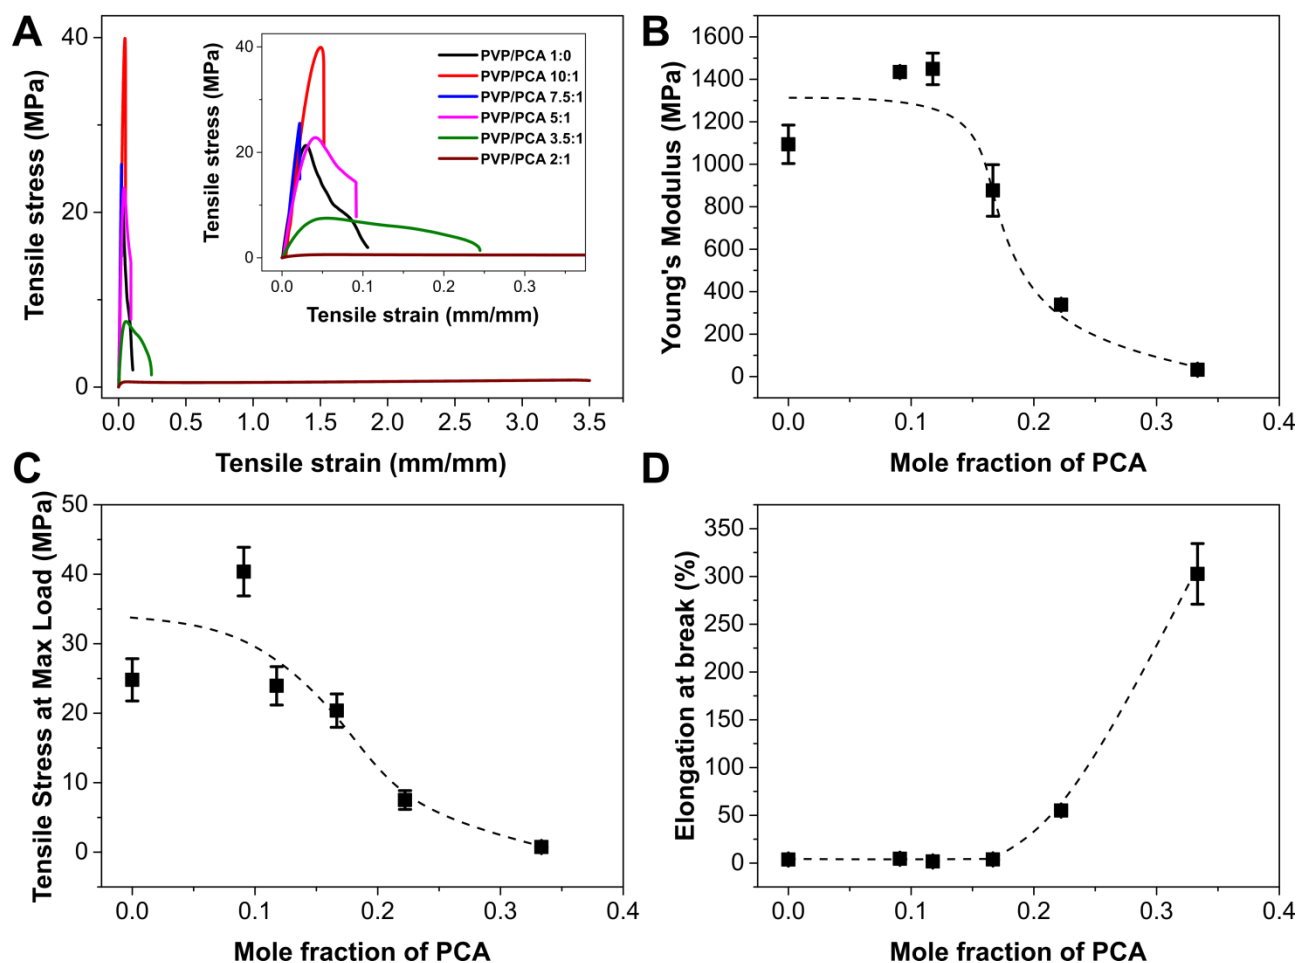 A
Tensile stress (MPa)
40
20
0
0.0 0.5 1.0 1.5 2.0 2.5 3.0 3.5
Tensile strain (mm/mm)
Tensile stress (MPa)
40
20
0
0.0 0.1 0.2 0.3
Tensile strain (mm/mm)
PVP/PCA 1:0
PVP/PCA 10:1
PVP/PCA 7.5:1
PVP/PCA 5:1
PVP/PCA 3.5:1
PVP/PCA 2:1
B
Young's Modulus (MPa)
1600
1400
1200
1000
800
600
400
200
0
0.0 0.1 0.2 0.3 0.4
Mole fraction of PCA
C
Tensile Stress at Max Load (MPa)
50
40
30
20
10
0
0.0 0.1 0.2 0.3 0.4
Mole fraction of PCA
D
Elongation at break (%)
350
300
250
200
150
100
50
0
0.0 0.1 0.2 0.3 0.4
Mole fraction of PCA